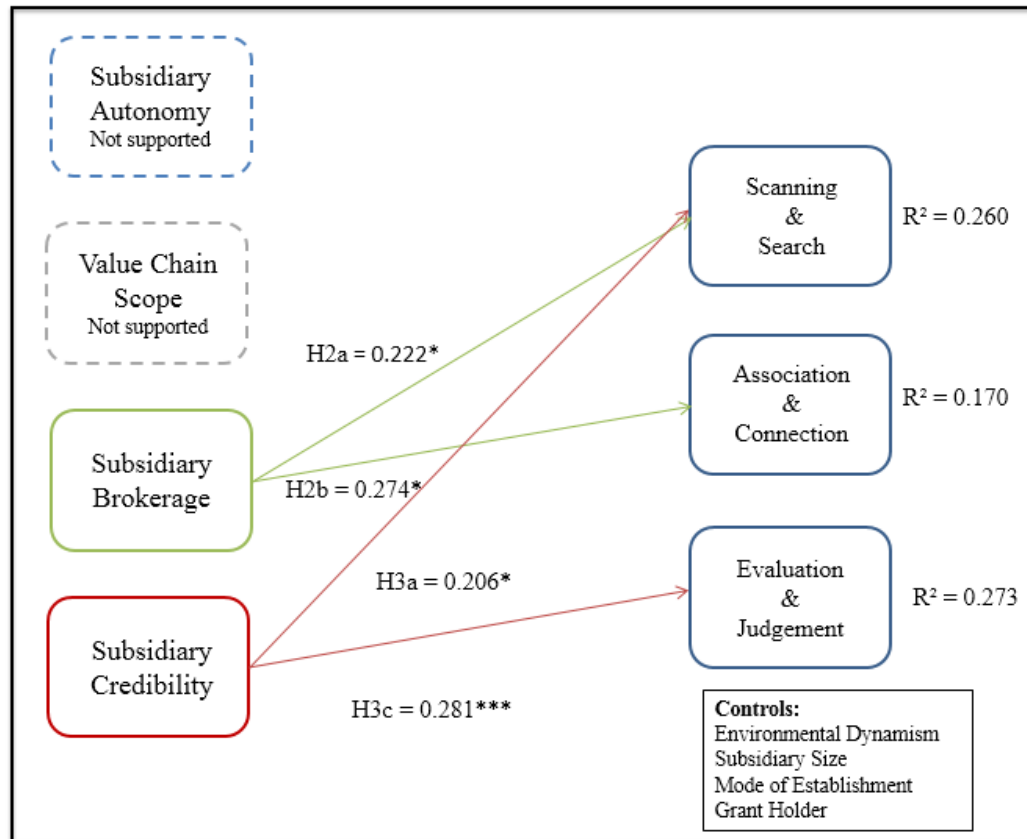 Subsidiary
Autonomy
Not supported
Value Chain
Scope
Not supported
Subsidiary
Brokerage
Subsidiary
Credibility
H2a = 0.222*
H2b = 0.274*
H3a = 0.206*
H3c = 0.281***
Scanning
&
Search
R² = 0.260
Association
&
Connection
R² = 0.170
Evaluation
&
Judgement
R² = 0.273
Controls:
Environmental Dynamism
Subsidiary Size
Mode of Establishment
Grant Holder